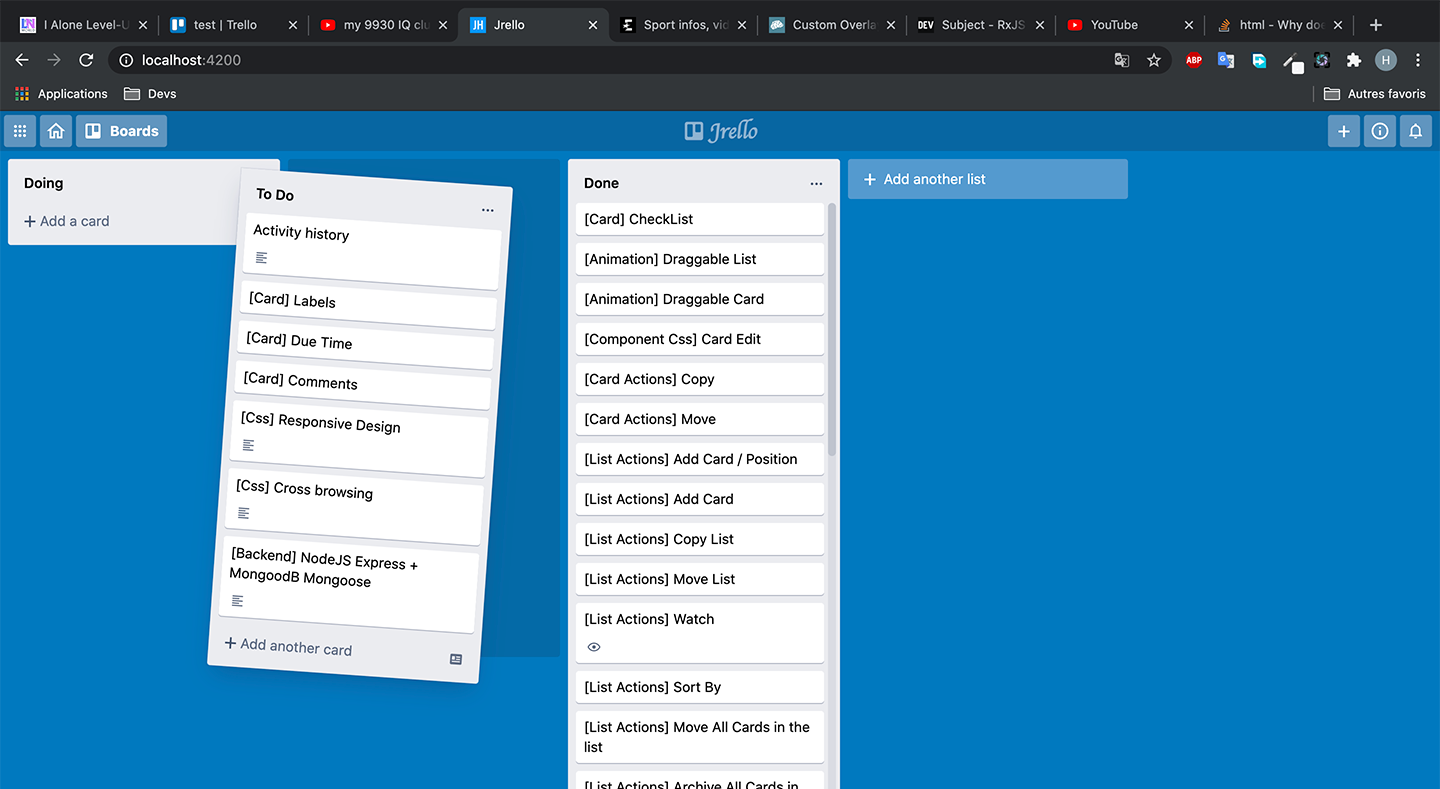 I Alone Level-U
test | Trello
my 9930 IQ clu
JH
Jrello
Sport infos, vid
Custom Overla
DEV
Subject - RxJS
YouTube
html - Why doe
localhost:4200
ABP
H
Applications
Devs
Autres favoris
Boards
Jrello
Doing
+ Add a card
To Do
Activity history
[Card] Labels
[Card] Due Time
[Card] Comments
[Css] Responsive Design
[Css] Cross browsing
[Backend] NodeJS Express +
MongoodB Mongoose
+ Add another card
Done
[Card] CheckList
[Animation] Draggable List
[Animation] Draggable Card
[Component Css] Card Edit
[Card Actions] Copy
[Card Actions] Move
[List Actions] Add Card / Position
[List Actions] Add Card
[List Actions] Copy List
[List Actions] Move List
[List Actions] Watch
[List Actions] Sort By
[List Actions] Move All Cards in the
list
[List Actions] Archive All Cards in
+ Add another list